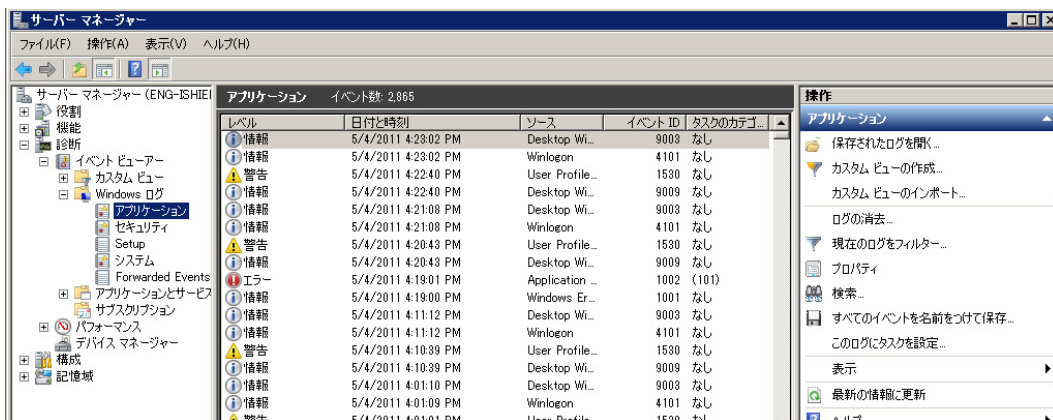 サーバー マネージャー
ファイル(F) 操作(A) 表示(V) ヘルプ(H)
サーバー マネージャー (ENG-ISHIEI
役割
機能
診断
イベント ビューアー
カスタム ビュー
Windows ログ
アプリケーション
セキュリティ
Setup
システム
Forwarded Events
アプリケーションとサービス
サブスクリプション
パフォーマンス
デバイス マネージャー
構成
記憶域
アプリケーション イベント数: 2,865
レベル 日付と時刻 ソース イベント ID タスクのカテゴ...
情報 5/4/2011 4:23:02 PM Desktop Wi... 9003 なし
情報 5/4/2011 4:23:02 PM Winlogon 4101 なし
警告 5/4/2011 4:22:40 PM User Profile... 1530 なし
情報 5/4/2011 4:22:40 PM Desktop Wi... 9009 なし
情報 5/4/2011 4:21:08 PM Desktop Wi... 9003 なし
情報 5/4/2011 4:21:08 PM Winlogon 4101 なし
警告 5/4/2011 4:20:43 PM User Profile... 1530 なし
情報 5/4/2011 4:20:43 PM Desktop Wi... 9009 なし
エラー 5/4/2011 4:19:01 PM Application ... 1002 (101)
情報 5/4/2011 4:19:00 PM Windows Er... 1001 なし
情報 5/4/2011 4:11:12 PM Desktop Wi... 9003 なし
情報 5/4/2011 4:11:12 PM Winlogon 4101 なし
警告 5/4/2011 4:10:39 PM User Profile... 1530 なし
情報 5/4/2011 4:10:39 PM Desktop Wi... 9009 なし
情報 5/4/2011 4:01:10 PM Desktop Wi... 9003 なし
情報 5/4/2011 4:01:09 PM Winlogon 4101 なし
警告 5/4/2011 4:01:01 PM User Profile... 1530 なし
操作
アプリケーション
保存されたログを開く...
カスタム ビューの作成...
カスタム ビューのインポート...
ログの消去...
現在のログをフィルター...
プロパティ
検索...
すべてのイベントを名前をつけて保存...
このログにタスクを設定...
表示
最新の情報に更新
ヘルプ